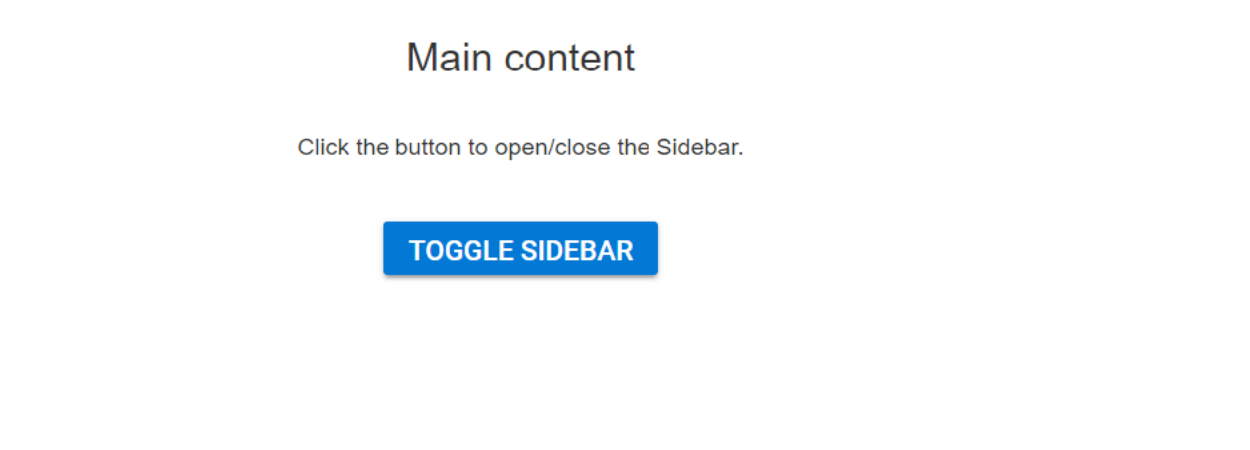 Main content
Click the button to open/close the Sidebar.
TOGGLE SIDEBAR